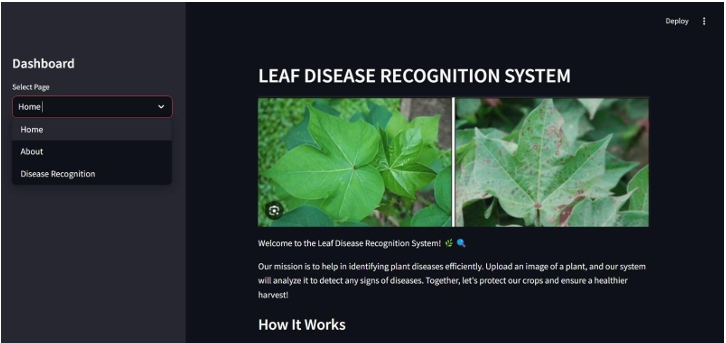 Deploy
Dashboard
Select Page
Home
Home
About
Disease Recognition
LEAF DISEASE RECOGNITION SYSTEM
Welcome to the Leaf Disease Recognition System! 🌿 🔍
Our mission is to help in identifying plant diseases efficiently. Upload an image of a plant, and our system
will analyze it to detect any signs of diseases. Together, let's protect our crops and ensure a healthier
harvest!
How It Works